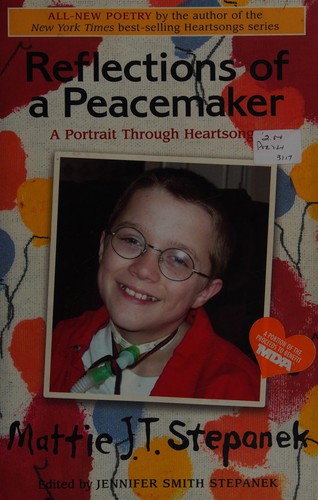 ALL-NEW POETRY by the author of the
New York Times best-selling Heartsongs series
Reflections of
a Peacemaker
A Portrait Through Heartsong
A PORTION OF THE
PROCEEDS TO BENEFIT
MDA
Mattie J.T. Stepanek
Edited by JENNIFER SMITH STEPANEK